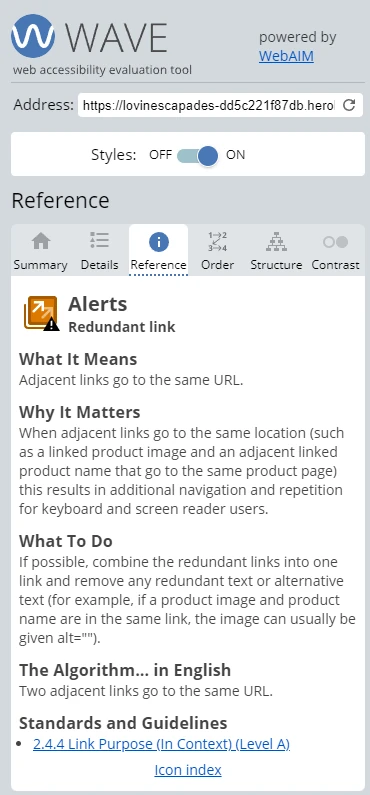 WAVE
web accessibility evaluation tool
powered by
WebAIM
Address: https://lovinescapades-dd5c221f87db.herol
Styles: OFF ON
Reference
Summary Details Reference Order Structure Contrast
Alerts
Redundant link
What It Means
Adjacent links go to the same URL.
Why It Matters
When adjacent links go to the same location (such
as a linked product image and an adjacent linked
product name that go to the same product page)
this results in additional navigation and repetition
for keyboard and screen reader users.
What To Do
If possible, combine the redundant links into one
link and remove any redundant text or alternative
text (for example, if a product image and product
name are in the same link, the image can usually be
given alt="").
The Algorithm... in English
Two adjacent links go to the same URL.
Standards and Guidelines
• 2.4.4 Link Purpose (In Context) (Level A)
Icon index